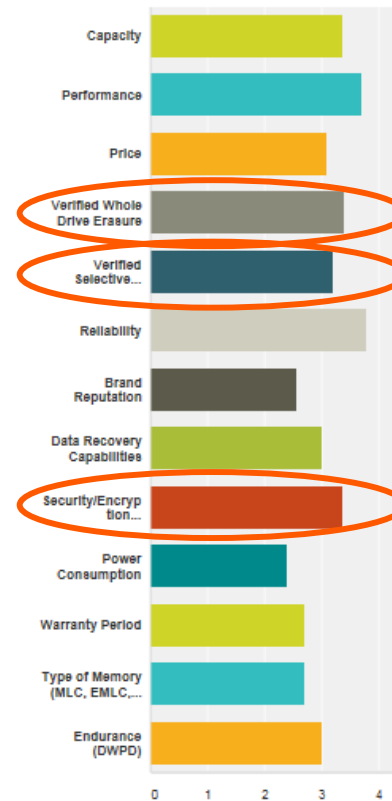 Capacity
Performance
Price
Verified Whole
Drive Erasure
Verified
Selective...
Reliability
Brand
Reputation
Data Recovery
Capabilities
Security/Encryp
tion...
Power
Consumption
Warranty Period
Type of Memory
(MLC, EMLC,...
Endurance
(DWPD)
0 1 2 3 4